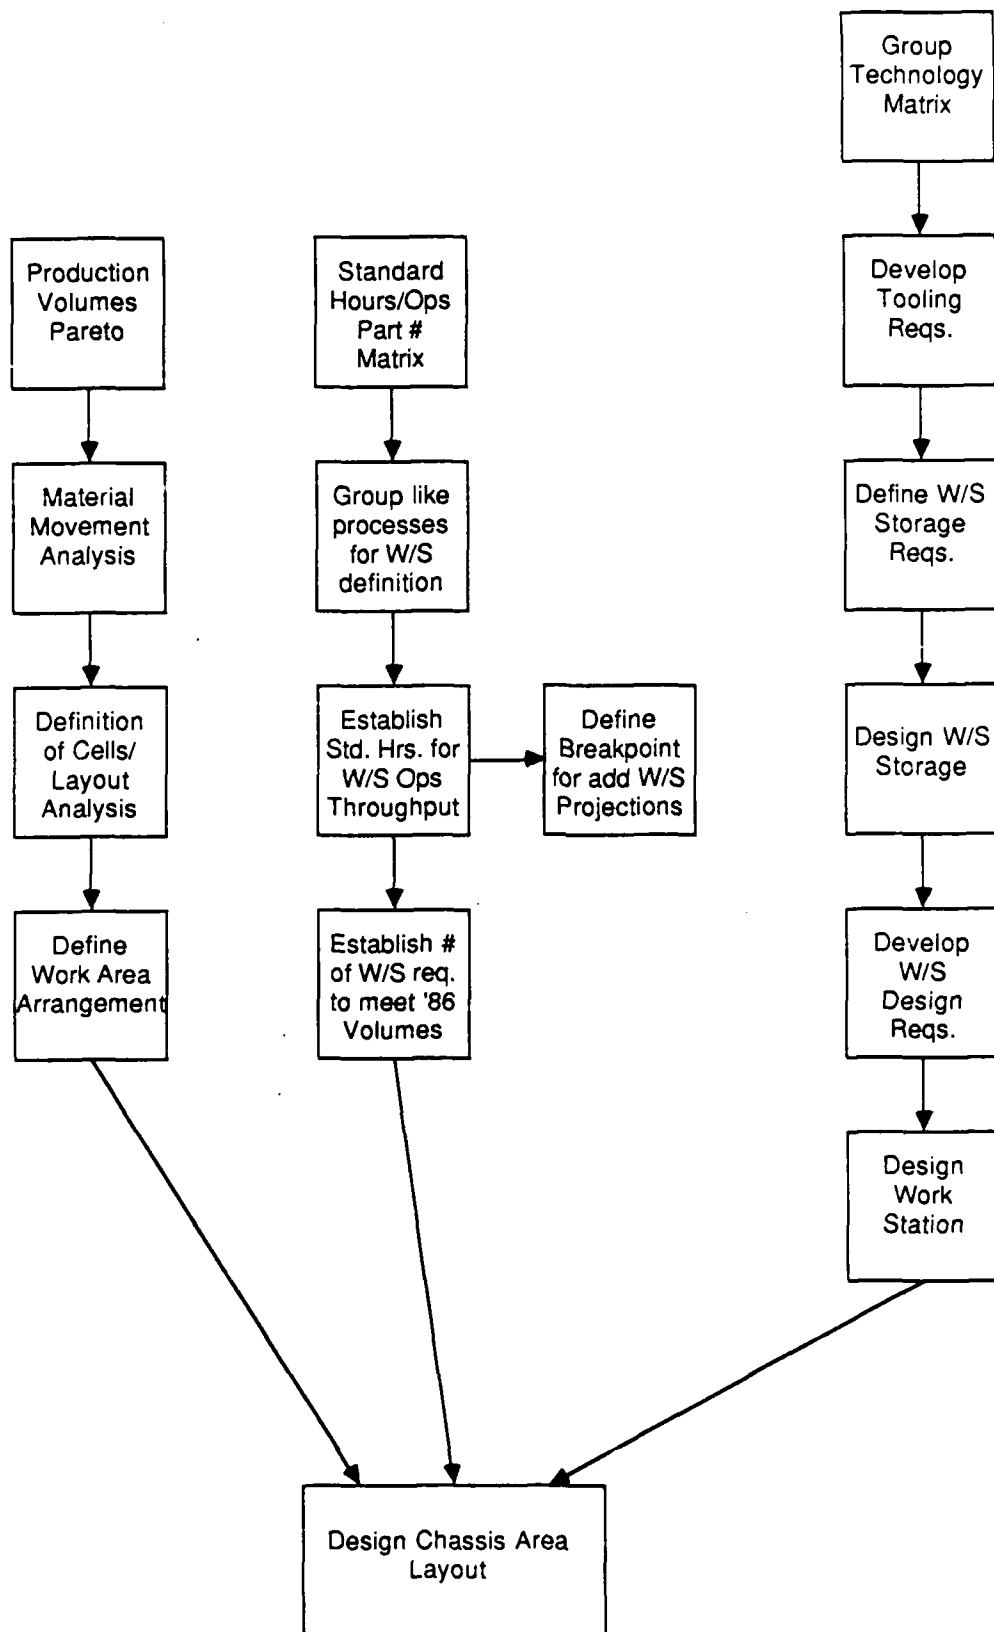 Group
Technology
Matrix
Production
Volumes
Pareto
Standard
Hours/Ops
Part #
Matrix
Develop
Tooling
Reqs.
Material
Movement
Analysis
Group like
processes
for W/S
definition
Define W/S
Storage
Reqs.
Definition
of Cells/
Layout
Analysis
Establish
Std. Hrs. for
W/S Ops
Throughput
Define
Breakpoint
for add W/S
Projections
Design W/S
Storage
Define
Work Area
Arrangement
Establish #
of W/S req.
to meet '86
Volumes
Develop
W/S
Design
Reqs.
Design
Work
Station
Design Chassis Area
Layout